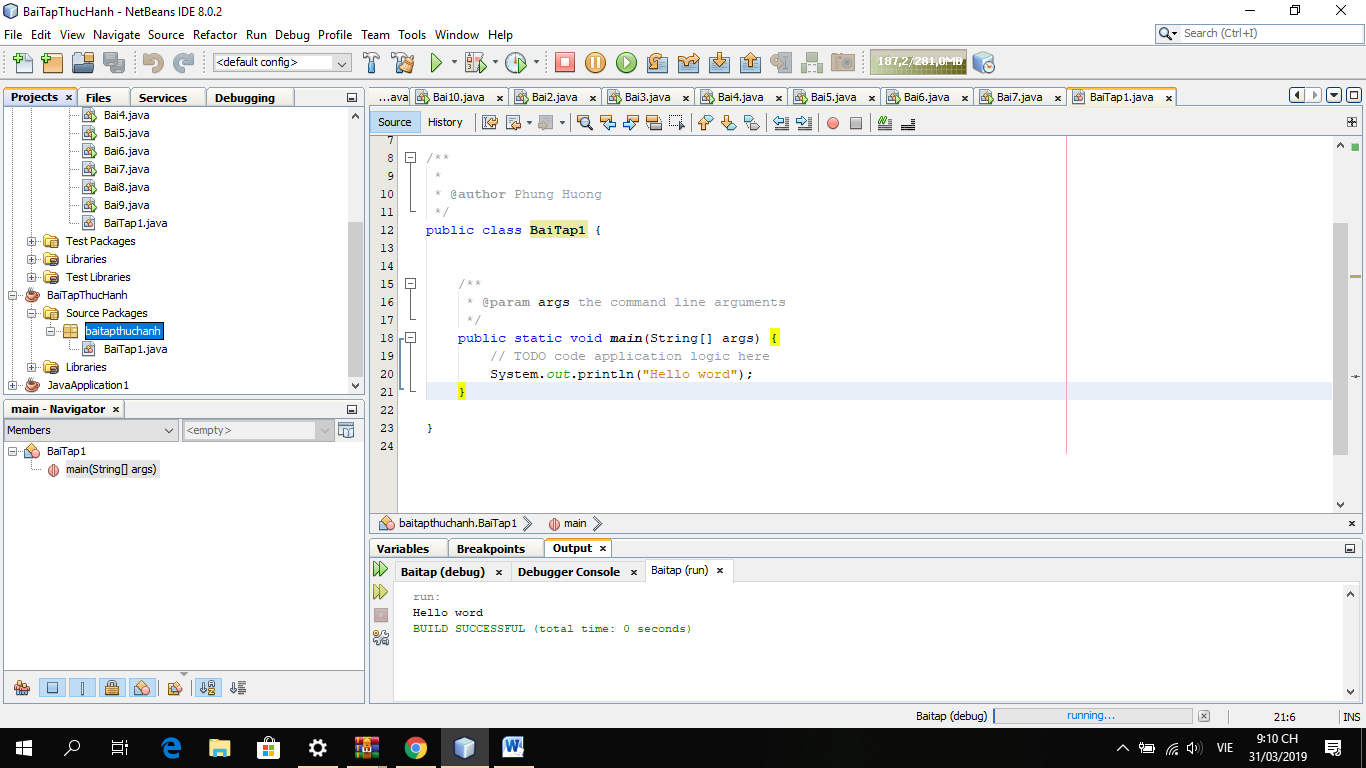 BaiTapThucHanh - NetBeans IDE 8.0.2
File Edit View Navigate Source Refactor Run Debug Profile Team Tools Window Help
Search (Ctrl+I)
<default config>
187,2/281,0MB
Projects Files Services Debugging
Bai4.java
Bai5.java
Bai6.java
Bai7.java
Bai8.java
Bai9.java
BaiTap1.java
Test Packages
Libraries
Test Libraries
BaiTapThucHanh
Source Packages
baitapthuchanh
BaiTap1.java
Libraries
JavaApplication1
main - Navigator
Members
<empty>
BaiTap1
main(String[] args)
...ava Bai10.java Bai2.java Bai3.java Bai4.java Bai5.java Bai6.java Bai7.java BaiTap1.java
Source History
7
8 /**
9 *
10 * @author Phung Huong
11 */
12 public class BaiTap1 {
13
14
15 /**
16 * @param args the command line arguments
17 */
18 public static void main(String[] args) {
19 // TODO code application logic here
20 System.out.println("Hello word");
21 }
22
23 }
24
baitapthuchanh.BaiTap1 main
Variables Breakpoints Output
Baitap (debug) Debugger Console Baitap (run)
run:
Hello word
BUILD SUCCESSFUL (total time: 0 seconds)
Baitap (debug) running... 21:6 INS
VIE
9:10 CH
31/03/2019